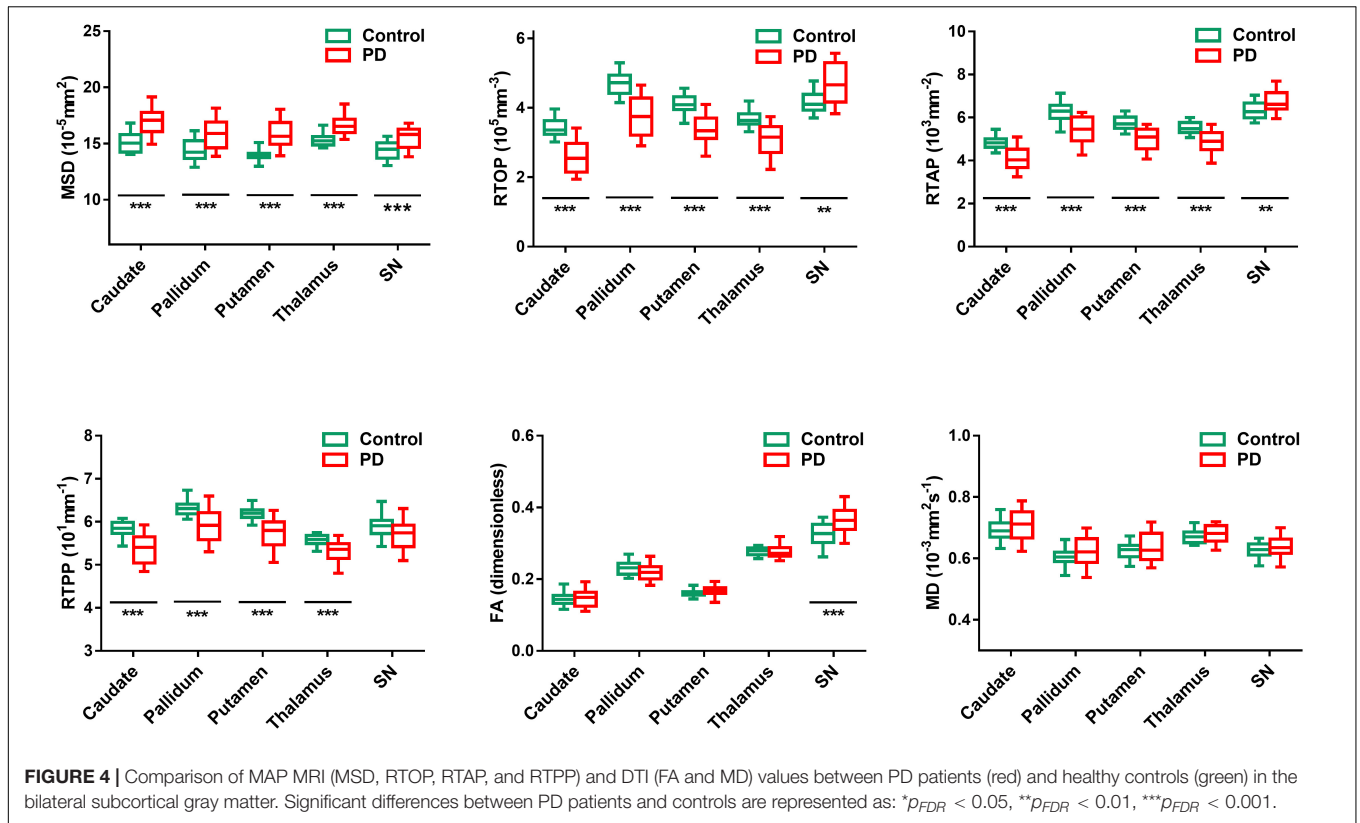 Control
PD
MSD (10⁻⁵mm²)
25
20
15
10
*** *** *** *** ***
Caudate Pallidum Putamen Thalamus SN
Control
PD
RTOP (10⁵mm⁻³)
6
4
2
0
*** *** *** *** **
Caudate Pallidum Putamen Thalamus SN
Control
PD
RTAP (10³mm⁻²)
10
8
6
4
2
0
*** *** *** *** **
Caudate Pallidum Putamen Thalamus SN
Control
PD
RTPP (10¹mm⁻¹)
8
7
6
5
4
3
*** *** *** ***
Caudate Pallidum Putamen Thalamus SN
Control
PD
FA (dimensionless)
0.6
0.4
0.2
0.0
***
Caudate Pallidum Putamen Thalamus SN
Control
PD
MD (10⁻³mm²s⁻¹)
1.0
0.8
0.6
0.4
Caudate Pallidum Putamen Thalamus SN
FIGURE 4 | Comparison of MAP MRI (MSD, RTOP, RTAP, and RTPP) and DTI (FA and MD) values between PD patients (red) and healthy controls (green) in the
bilateral subcortical gray matter. Significant differences between PD patients and controls are represented as: *pFDR < 0.05, **pFDR < 0.01, ***pFDR < 0.001.